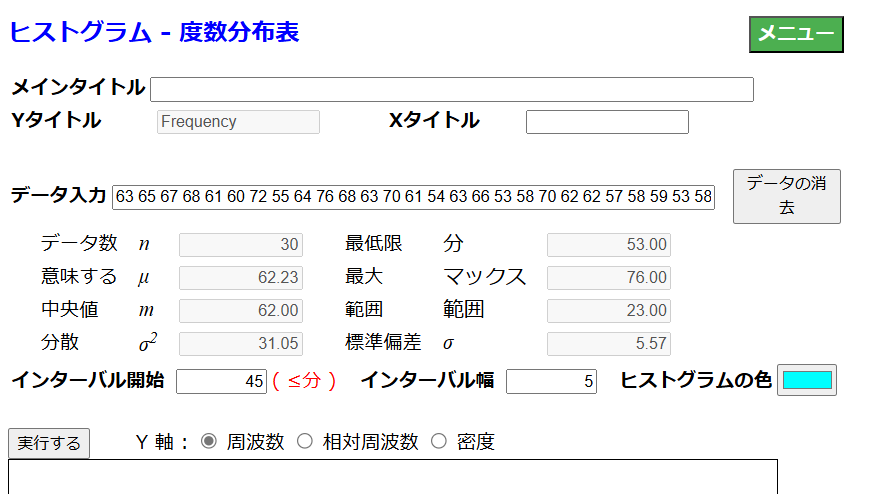 ヒストグラム - 度数分布表 メニュー
メインタイトル
Yタイトル Frequency Xタイトル
データ入力 63 65 67 68 61 60 72 55 64 76 68 63 70 61 54 63 66 53 58 70 62 62 57 58 59 53 58 データの消去
データ数 n 30 最低限 分 53.00
意味する μ 62.23 最大 マックス 76.00
中央値 m 62.00 範囲 範囲 23.00
分散 σ² 31.05 標準偏差 σ 5.57
インターバル開始 45 ( ≤分 ) インターバル幅 5 ヒストグラムの色
実行する Y 軸 : 周波数 相対周波数 密度